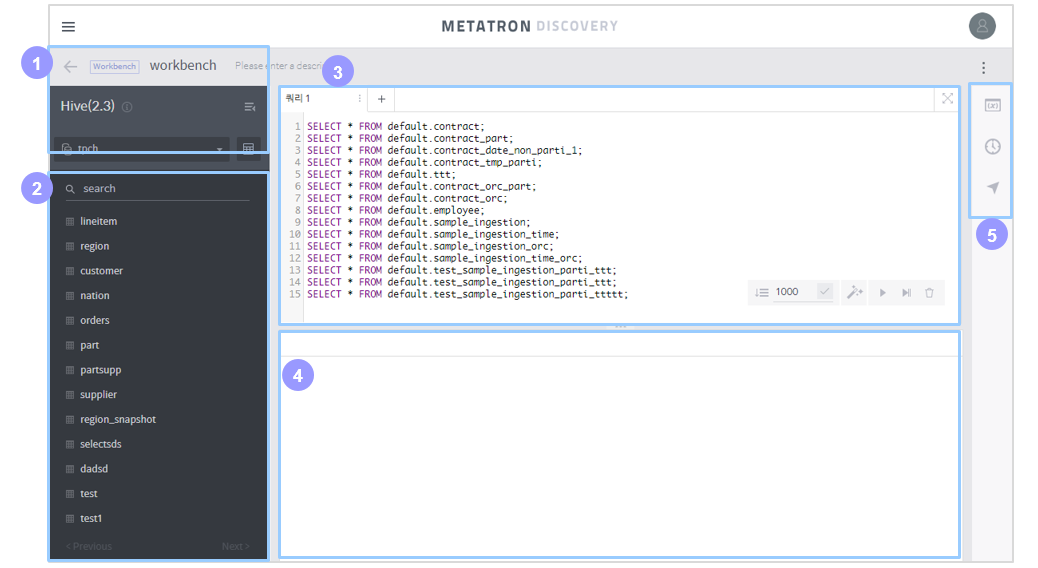 METATRON DISCOVERY
1
Workbench workbench Please enter a descri
3
Hive(2.3)
쿼리 1
+
tpch
1 SELECT * FROM default.contract;
2 SELECT * FROM default.contract_part;
3 SELECT * FROM default.contract_date_non_parti_1;
4 SELECT * FROM default.contract_tmp_parti;
5 SELECT * FROM default.ttt;
6 SELECT * FROM default.contract_orc_part;
7 SELECT * FROM default.contract_orc;
8 SELECT * FROM default.employee;
9 SELECT * FROM default.sample_ingestion;
10 SELECT * FROM default.sample_ingestion_time;
11 SELECT * FROM default.sample_ingestion_orc;
12 SELECT * FROM default.sample_ingestion_time_orc;
13 SELECT * FROM default.test_sample_ingestion_parti_ttt;
14 SELECT * FROM default.test_sample_ingestion_parti_ttt;
15 SELECT * FROM default.test_sample_ingestion_parti_ttttt;
1000
2
search
lineitem
region
customer
nation
orders
part
partsupp
supplier
region_snapshot
selectsds
dadsd
test
test1
< Previous Next >
4
(x)
5